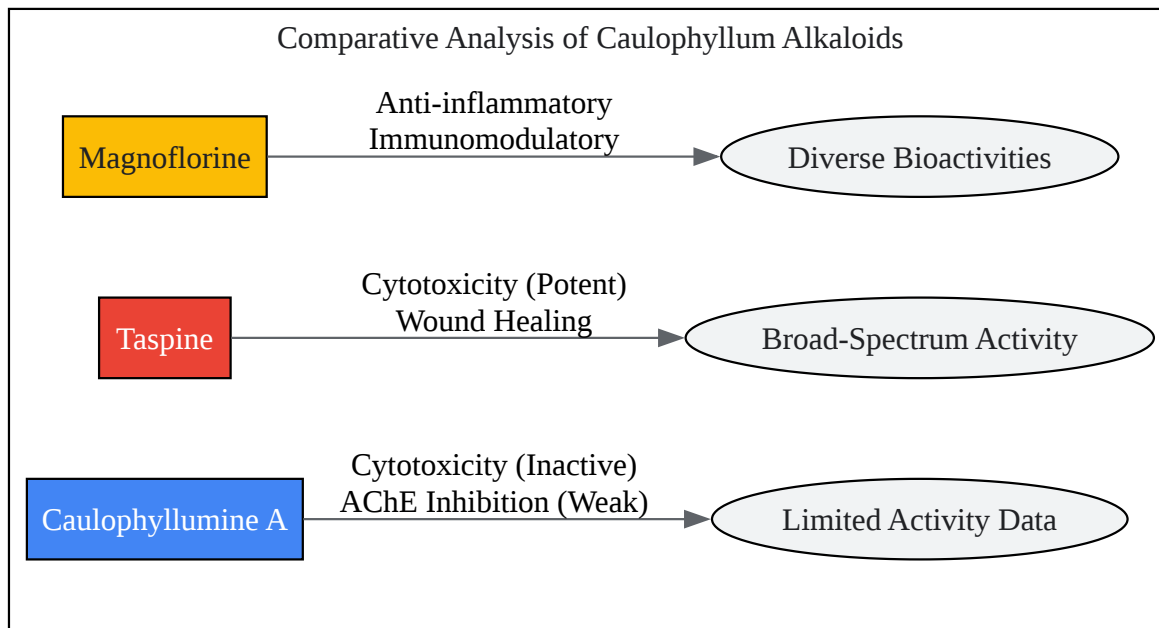 Comparative Analysis of Caulophyllum Alkaloids
Anti-inflammatory
Immunomodulatory
Magnoflorine
Diverse Bioactivities
Cytotoxicity (Potent)
Wound Healing
Taspine
Broad-Spectrum Activity
Cytotoxicity (Inactive)
AChE Inhibition (Weak)
Caulophyllumine A
Limited Activity Data